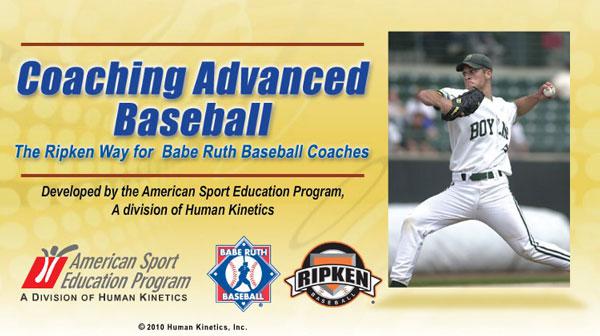 Coaching Advanced
Baseball
The Ripken Way for Babe Ruth Baseball Coaches
Developed by the American Sport Education Program,
A division of Human Kinetics
American Sport
Education Program
A DIVISION OF HUMAN KINETICS
BABE RUTH
BASEBALL
RIPKEN
BASEBALL
© 2010 Human Kinetics, Inc.